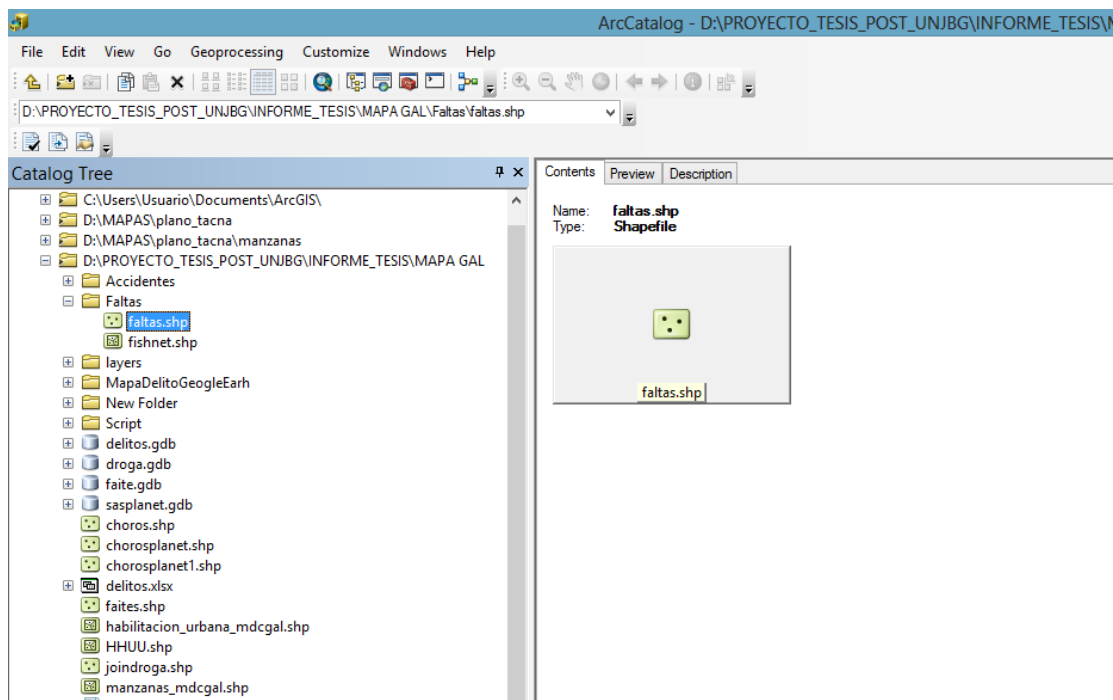 ArcCatalog - D:\PROYECTO_TESIS_POST_UNJBG\INFORME_TESIS\M
File Edit View Go Geoprocessing Customize Windows Help
D:\PROYECTO_TESIS_POST_UNJBG\INFORME_TESIS\MAPA GAL\Faltas\faltas.shp
Catalog Tree
C:\Users\Usuario\Documents\ArcGIS\
D:\MAPAS\plano_tacna
D:\MAPAS\plano_tacna\manzanas
D:\PROYECTO_TESIS_POST_UNJBG\INFORME_TESIS\MAPA GAL
Accidentes
Faltas
faltas.shp
fishnet.shp
layers
MapaDelitoGeogleEarh
New Folder
Script
delitos.gdb
droga.gdb
faite.gdb
sasplanet.gdb
choros.shp
chorosplanet.shp
chorosplanet1.shp
delitos.xlsx
faites.shp
habilitacion_urbana_mdcgal.shp
HHUU.shp
joindroga.shp
manzanas_mdcgal.shp
Contents Preview Description
Name: faltas.shp
Type: Shapefile
faltas.shp